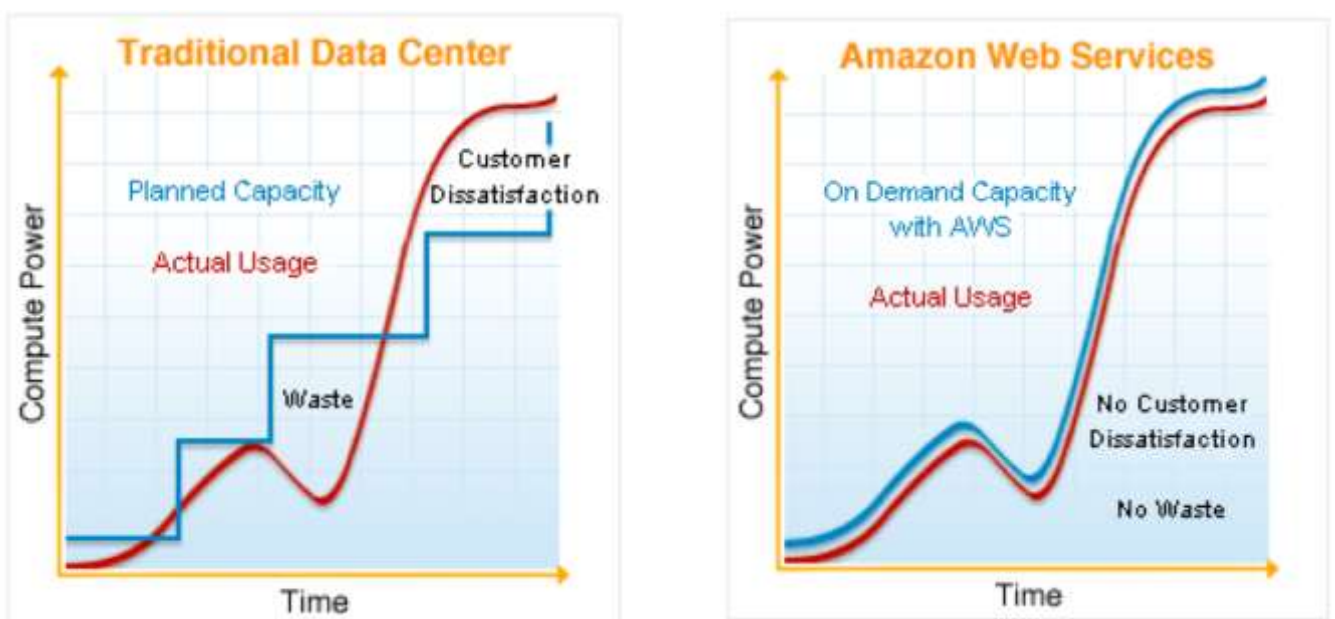 Traditional Data Center
Planned Capacity
Actual Usage
Customer
Dissatisfaction
Waste
Compute Power
Time
Amazon Web Services
On Demand Capacity
with AWS
Actual Usage
No Customer
Dissatisfaction
No Waste
Compute Power
Time